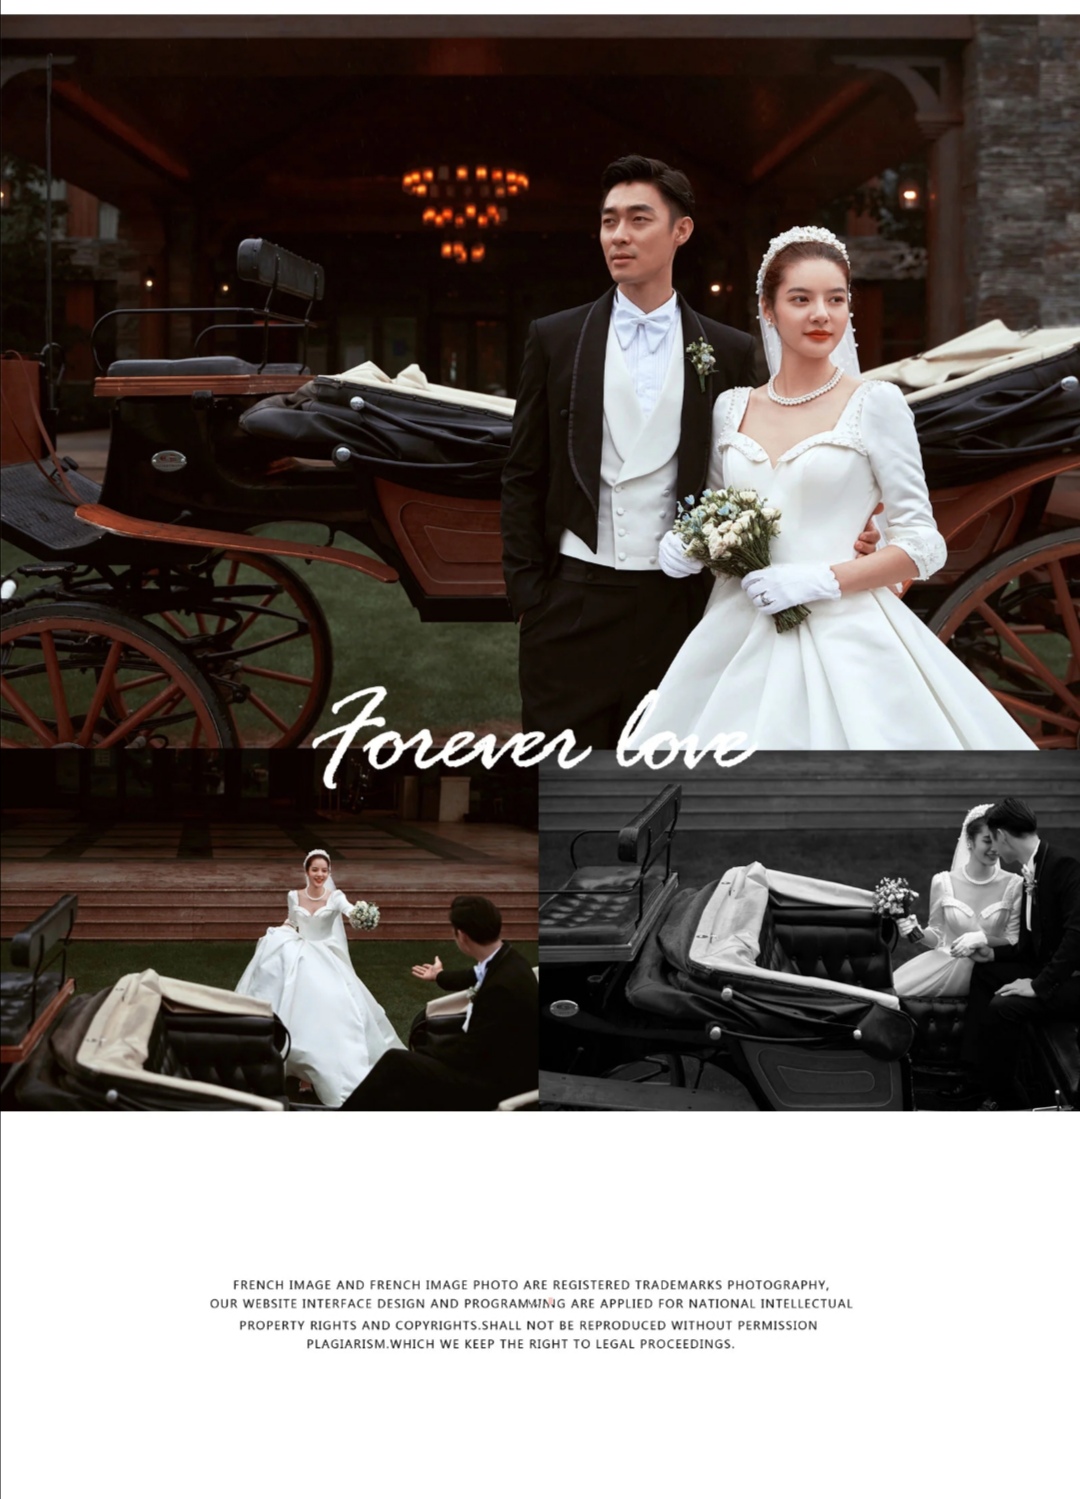 Forever love
FRENCH IMAGE AND FRENCH IMAGE PHOTO ARE REGISTERED TRADEMARKS PHOTOGRAPHY,
OUR WEBSITE INTERFACE DESIGN AND PROGRAMMING ARE APPLIED FOR NATIONAL INTELLECTUAL
PROPERTY RIGHTS AND COPYRIGHTS.SHALL NOT BE REPRODUCED WITHOUT PERMISSION
PLAGIARISM.WHICH WE KEEP THE RIGHT TO LEGAL PROCEEDINGS.